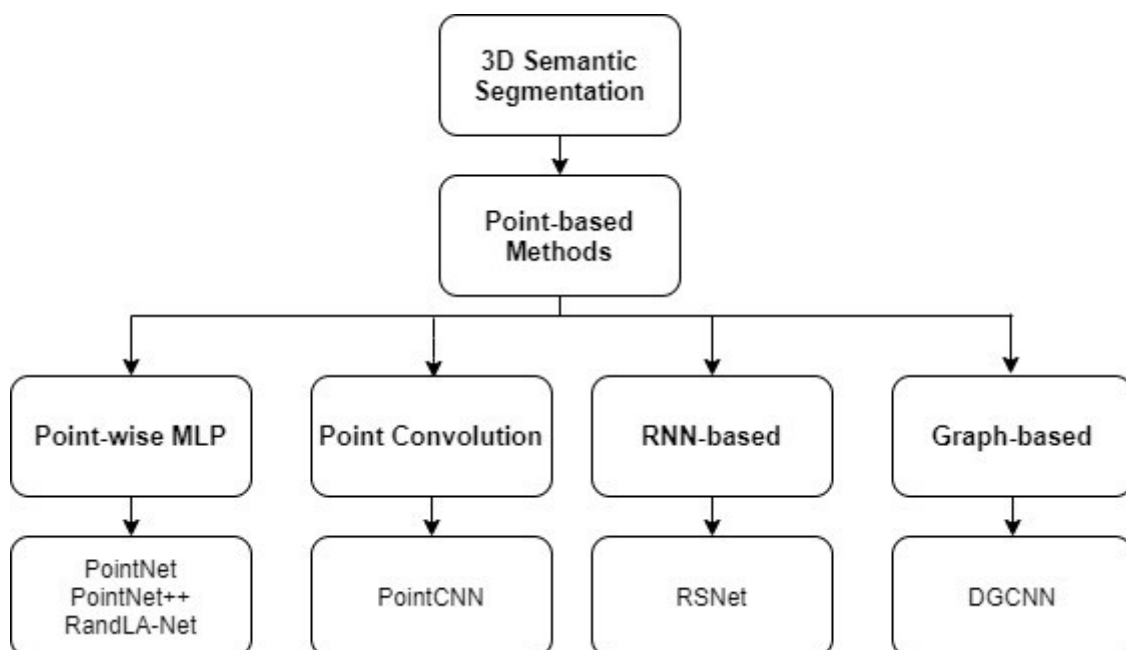 3D Semantic
Segmentation
Point-based
Methods
Point-wise MLP
Point Convolution
RNN-based
Graph-based
PointNet
PointNet++
RandLA-Net
PointCNN
RSNet
DGCNN